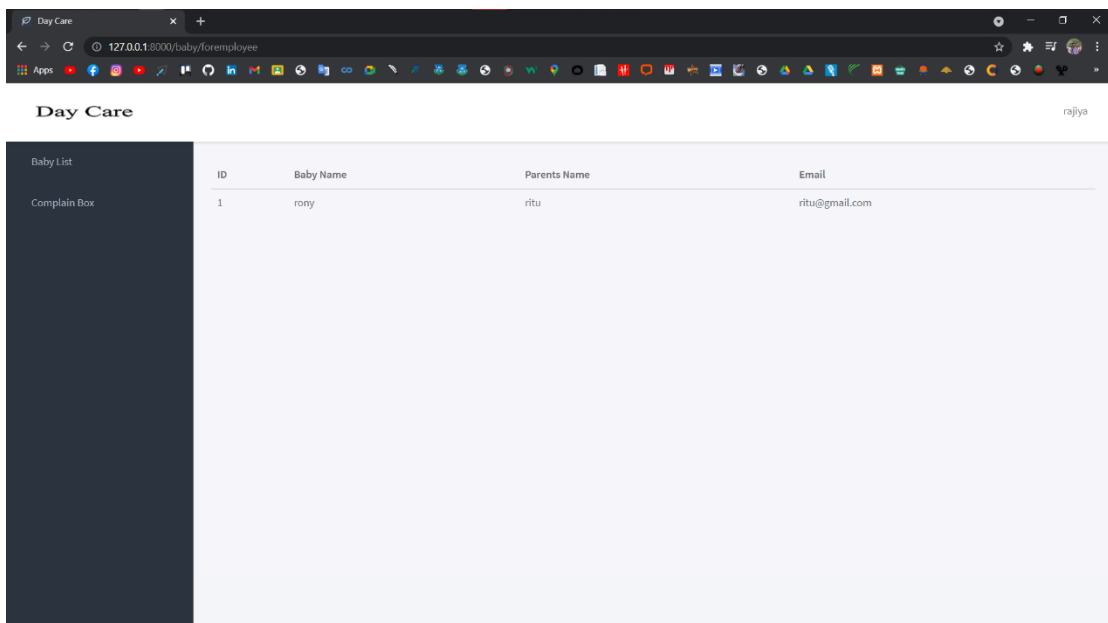 Day Care
127.0.0.1:8000/baby/foremployee
Apps
Day Care
rajiya
Baby List
Complain Box
ID Baby Name Parents Name Email
1 rony ritu ritu@gmail.com